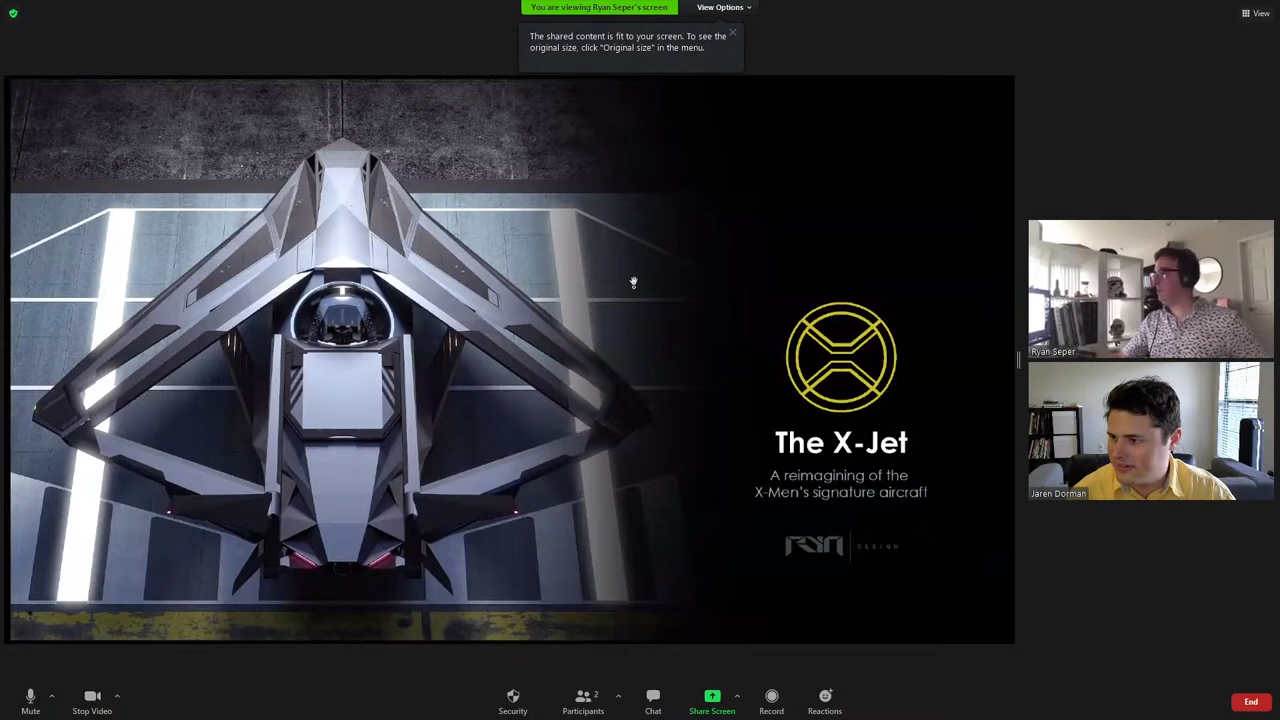 You are viewing Ryan Seper's screen
View Options
View
The shared content is fit to your screen. To see the
original size, click "Original size" in the menu.
The X-Jet
A reimagining of the
X-Men's signature aircraft
RYN DESIGN
Ryan Seper
Jaren Dorman
Mute
Stop Video
Security
2
Participants
Chat
Share Screen
Record
Reactions
End